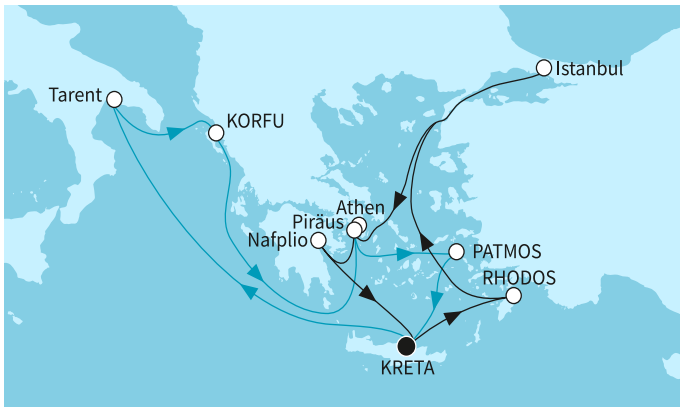 Istanbul
Tarent
KORFU
Athen
Piräus
Nafplio
PATMOS
RHODOS
KRETA